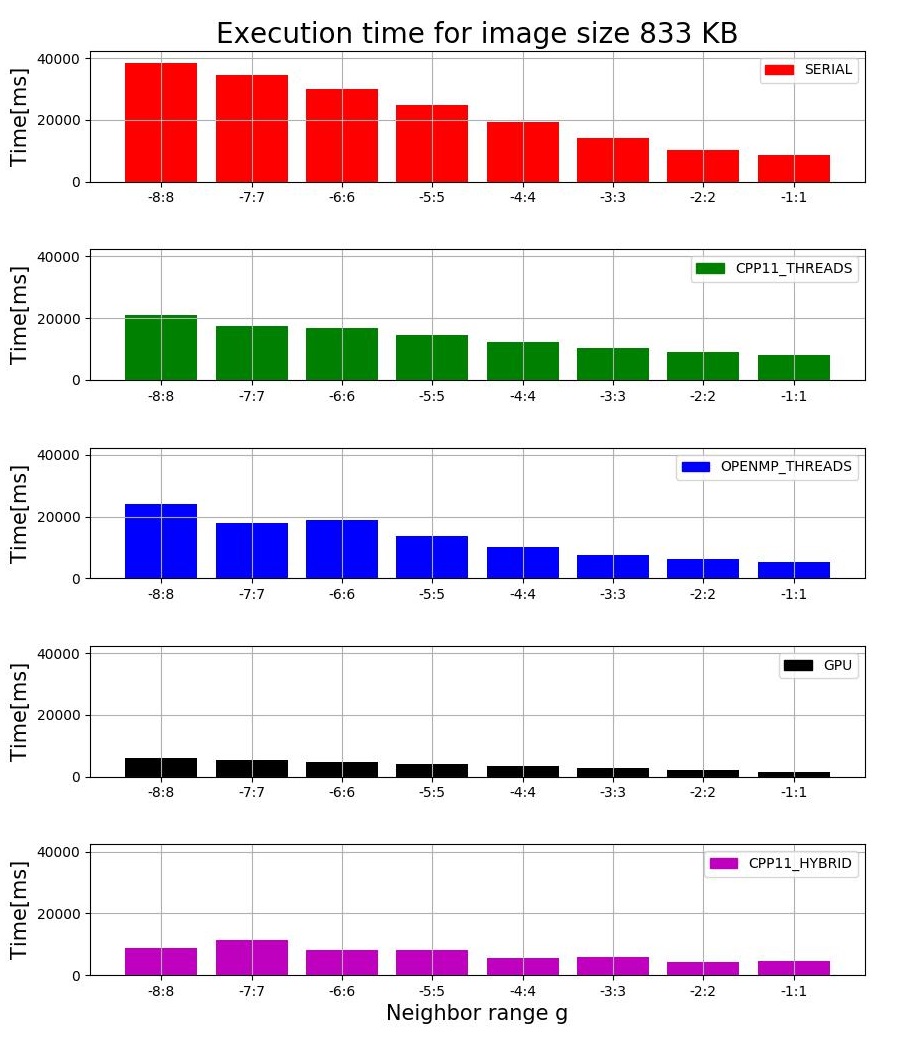 Execution time for image size 833 KB
Time[ms]
40000
20000
0
SERIAL
-8:8 -7:7 -6:6 -5:5 -4:4 -3:3 -2:2 -1:1
Time[ms]
40000
20000
0
CPP11_THREADS
-8:8 -7:7 -6:6 -5:5 -4:4 -3:3 -2:2 -1:1
Time[ms]
40000
20000
0
OPENMP_THREADS
-8:8 -7:7 -6:6 -5:5 -4:4 -3:3 -2:2 -1:1
Time[ms]
40000
20000
0
GPU
-8:8 -7:7 -6:6 -5:5 -4:4 -3:3 -2:2 -1:1
Time[ms]
40000
20000
0
CPP11_HYBRID
-8:8 -7:7 -6:6 -5:5 -4:4 -3:3 -2:2 -1:1
Neighbor range g